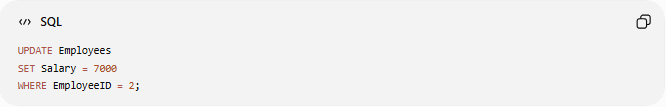 </> SQL
UPDATE Employees
SET Salary = 7000
WHERE EmployeeID = 2;